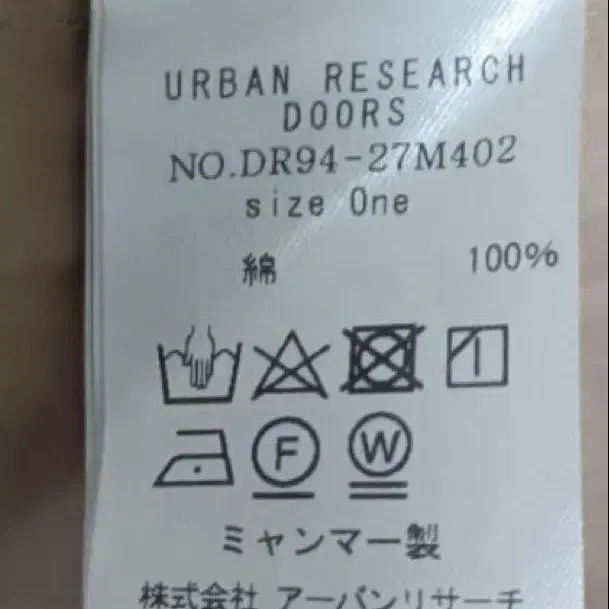 URBAN RESEARCH
DOORS
NO.DR94-27M402
size One
綿 100%
F W
ミャンマー製
株式会社 アーバンリサーチ